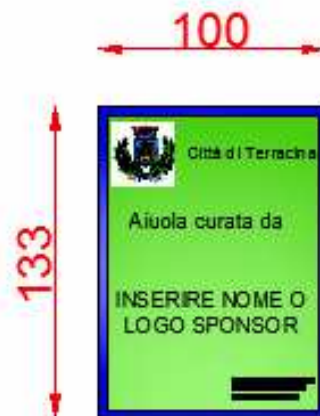 100
133
Città di Terracina
Aiuola curata da
INSERIRE NOME O
LOGO SPONSOR